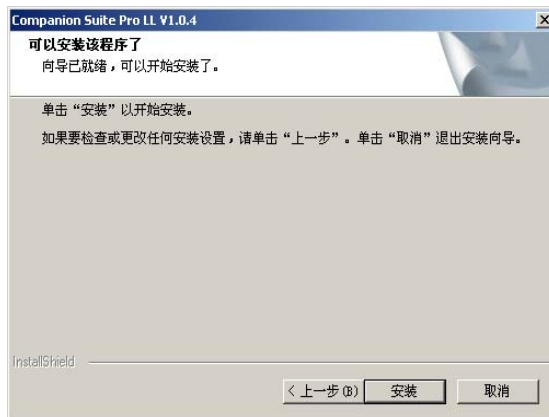 Companion Suite Pro LL V1.0.4
可以安装该程序了
向导已就绪，可以开始安装了。
单击“安装”以开始安装。
如果要检查或更改任何安装设置，请单击“上一步”。单击“取消”退出安装向导。
InstallShield
< 上一步(B) 安装 取消